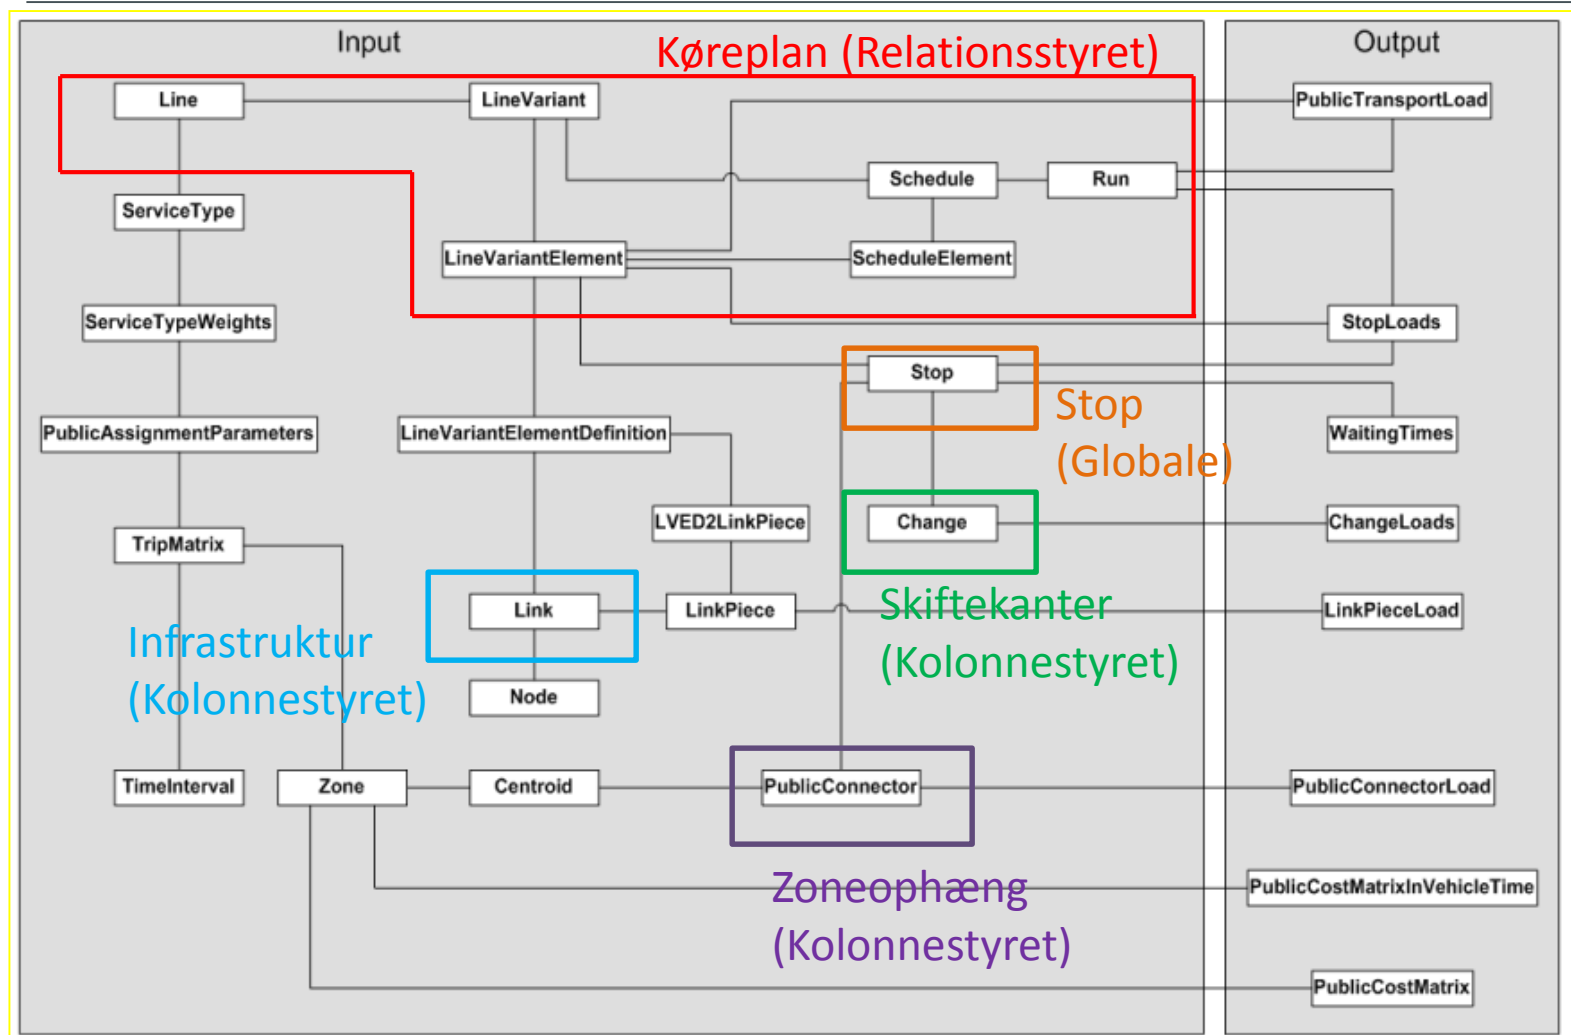 Input
Output
Køreplan (Relationsstyret)
Line
LineVariant
PublicTransportLoad
Schedule
Run
ServiceType
LineVariantElement
ScheduleElement
ServiceTypeWeights
StopLoads
Stop
Stop
(Globale)
PublicAssignmentParameters
LineVariantElementDefinition
WaitingTimes
LVED2LinkPiece
Change
ChangeLoads
TripMatrix
Skiftekanter
(Kolonnestyret)
Link
LinkPiece
LinkPieceLoad
Infrastruktur
(Kolonnestyret)
Node
TimeInterval
Zone
Centroid
PublicConnector
PublicConnectorLoad
Zoneophæng
(Kolonnestyret)
PublicCostMatrixInVehicleTime
PublicCostMatrix